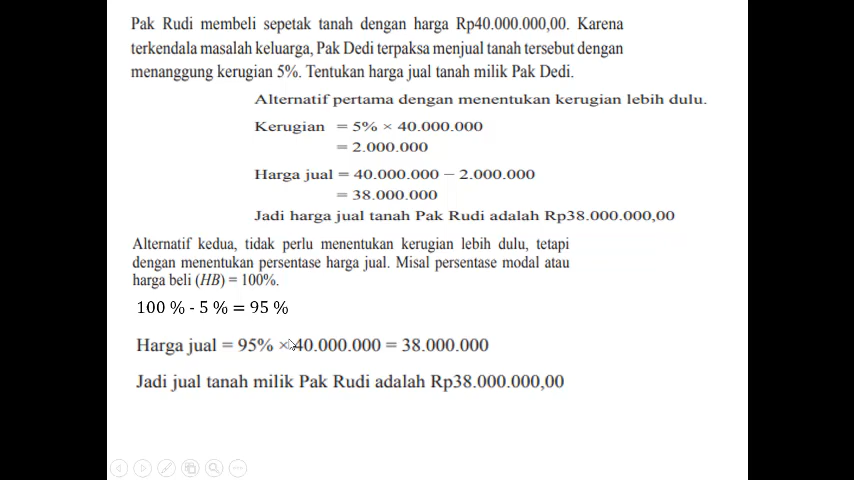 Pak Rudi membeli sepetak tanah dengan harga Rp40.000.000,00. Karena
terkendala masalah keluarga, Pak Dedi terpaksa menjual tanah tersebut dengan
menanggung kerugian 5%. Tentukan harga jual tanah milik Pak Dedi.
Alternatif pertama dengan menentukan kerugian lebih dulu.
Kerugian = 5% × 40.000.000
= 2.000.000
Harga jual = 40.000.000 − 2.000.000
= 38.000.000
Jadi harga jual tanah Pak Rudi adalah Rp38.000.000,00
Alternatif kedua, tidak perlu menentukan kerugian lebih dulu, tetapi
dengan menentukan persentase harga jual. Misal persentase modal atau
harga beli (HB) = 100%.
100 % - 5 % = 95 %
Harga jual = 95% × 40.000.000 = 38.000.000
Jadi jual tanah milik Pak Rudi adalah Rp38.000.000,00